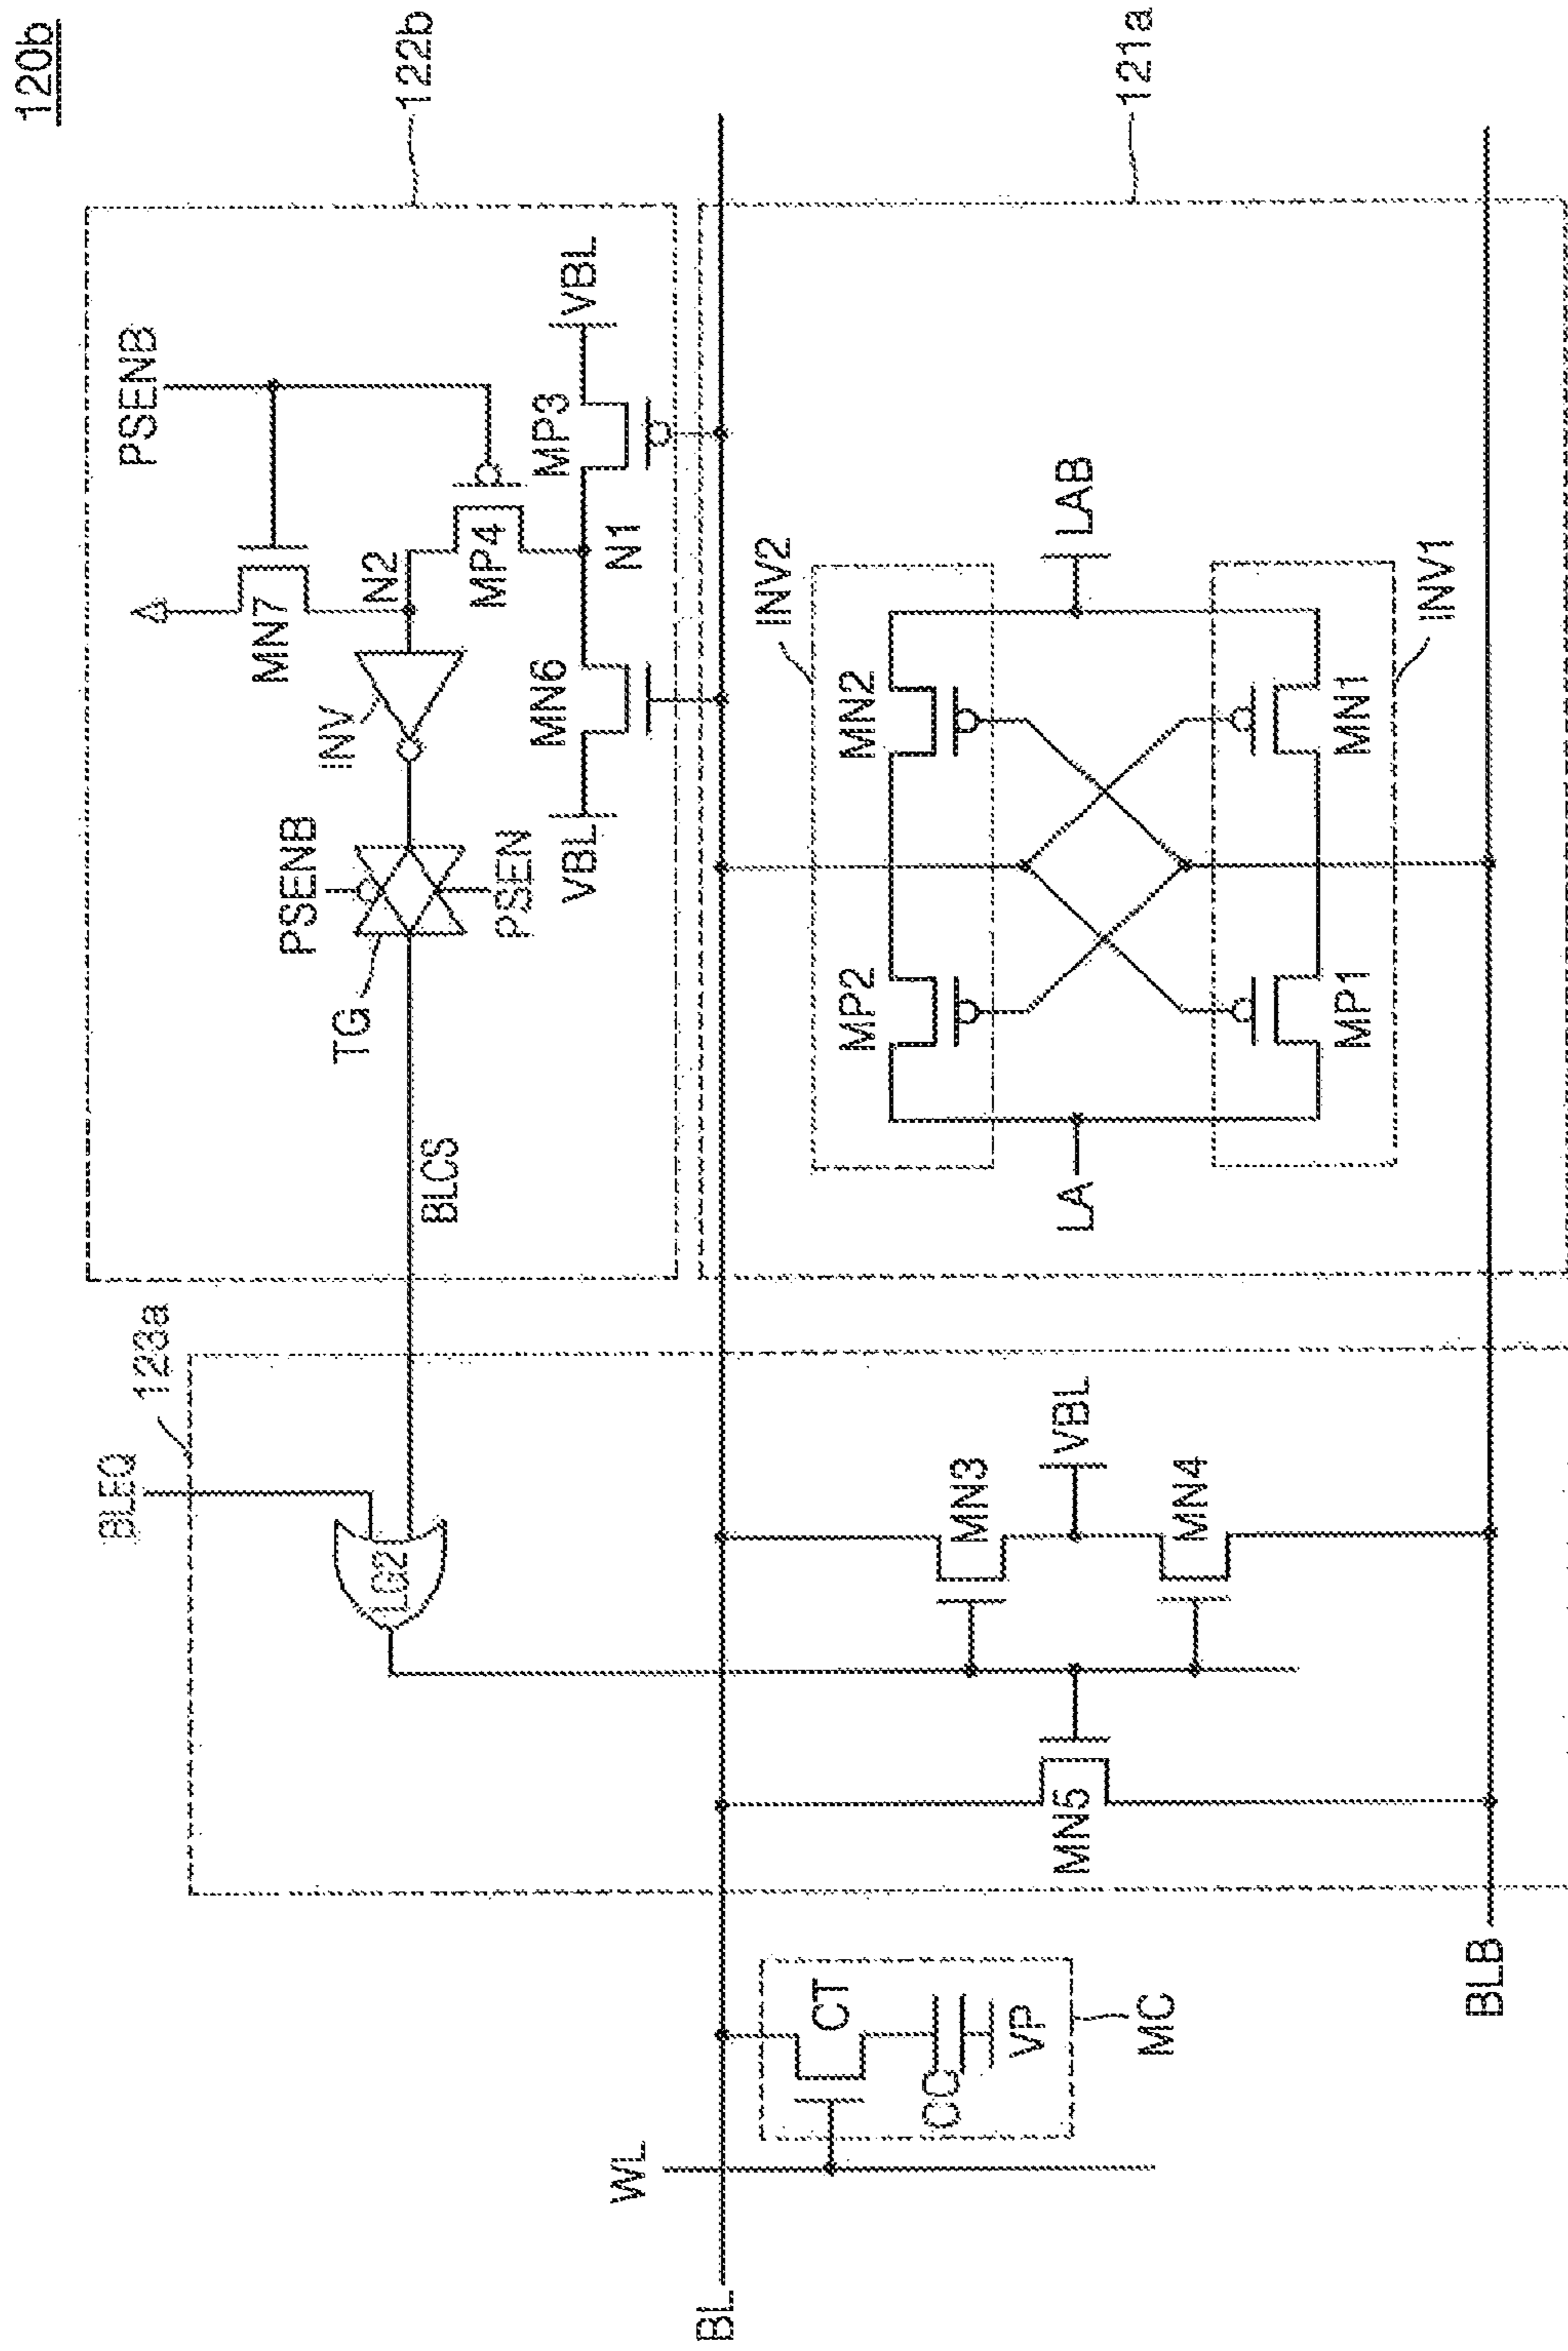 120b
122b
121a
PSENB
MN7
N2
MP4
N1
MP3
VBL
INV
MN6
VBL
PSENB
PSEN
TG
BLCS
123a
BLEQ
LG2
INV2
MN2
MP2
LAB
LA
INV1
MN1
MP1
MN3
VBL
MN4
MN5
WL
CT
CC
VP
MC
BL
BLB